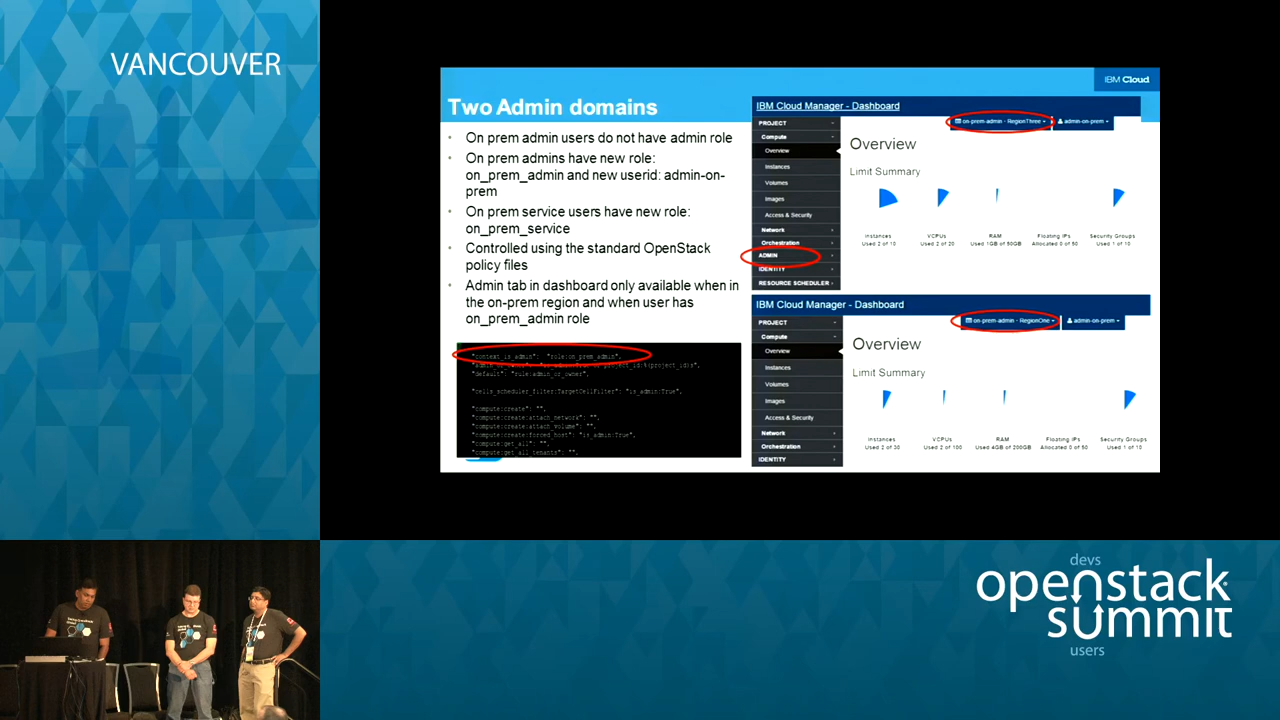 VANCOUVER
IBM Cloud
Two Admin domains
• On prem admin users do not have admin role
• On prem admins have new role:
on_prem_admin and new userid: admin-on-
prem
• On prem service users have new role:
on_prem_service
• Controlled using the standard OpenStack
policy files
• Admin tab in dashboard only available when in
the on-prem region and when user has
on_prem_admin role
"context_is_admin": "role:on_prem_admin",
"default": "rule:admin_or_owner",
"cells_scheduler_filter:TargetCellFilter": "is_admin:True",
"compute:create": "",
"compute:create:attach_network": "",
"compute:create:attach_volume": "",
"compute:create:forced_host": "is_admin:True",
"compute:get_all": "",
"compute:get_all_tenants": "",
IBM Cloud Manager - Dashboard
on-prem-admin - RegionThree
admin-on-prem
PROJECT
Compute
Overview
Instances
Volumes
Images
Access & Security
Network
Orchestration
ADMIN
IDENTITY
RESOURCE SCHEDULER
Overview
Limit Summary
Instances
Used 2 of 10
VCPUs
Used 2 of 20
RAM
Used 1GB of 50GB
Floating IPs
Allocated 0 of 50
Security Groups
Used 1 of 10
IBM Cloud Manager - Dashboard
on-prem-admin - RegionOne
admin-on-prem
PROJECT
Compute
Overview
Instances
Volumes
Images
Access & Security
Network
Orchestration
IDENTITY
Overview
Limit Summary
Instances
Used 2 of 30
VCPUs
Used 2 of 100
RAM
Used 4GB of 200GB
Floating IPs
Allocated 0 of 50
Security Groups
Used 1 of 10
devs
openstack
summit
users